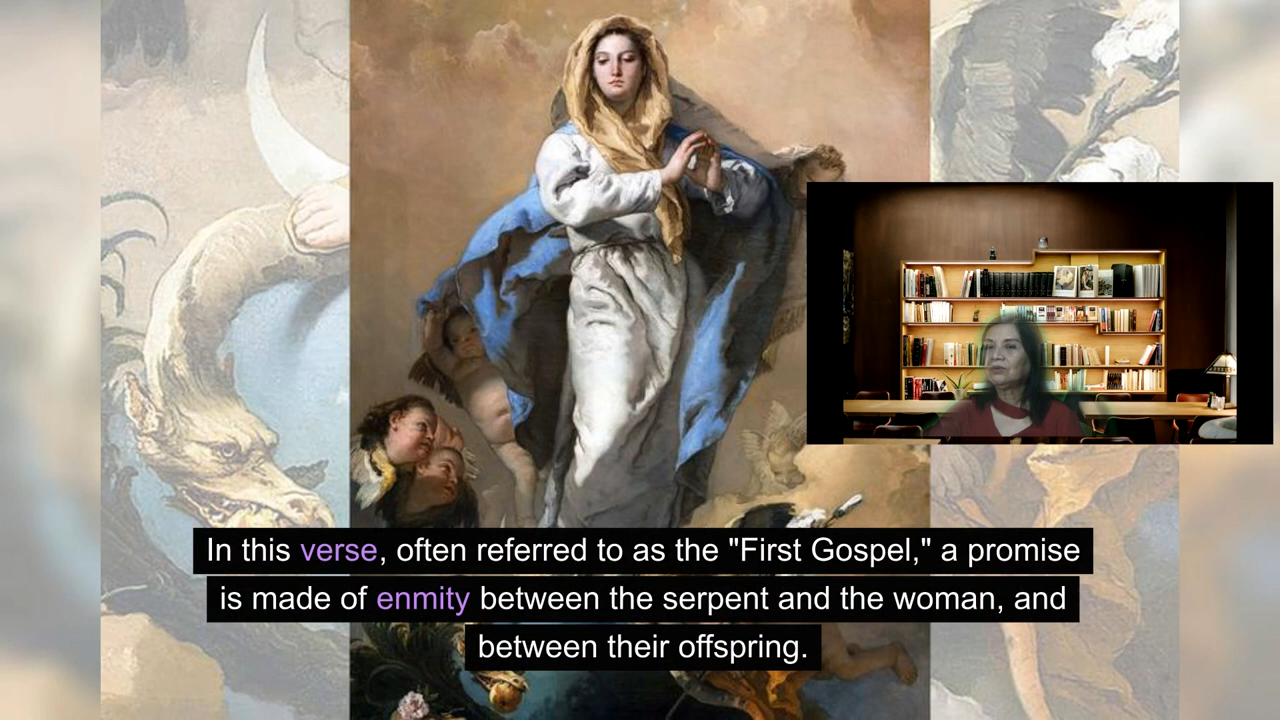 In this verse, often referred to as the "First Gospel," a promise
is made of enmity between the serpent and the woman, and
between their offspring.